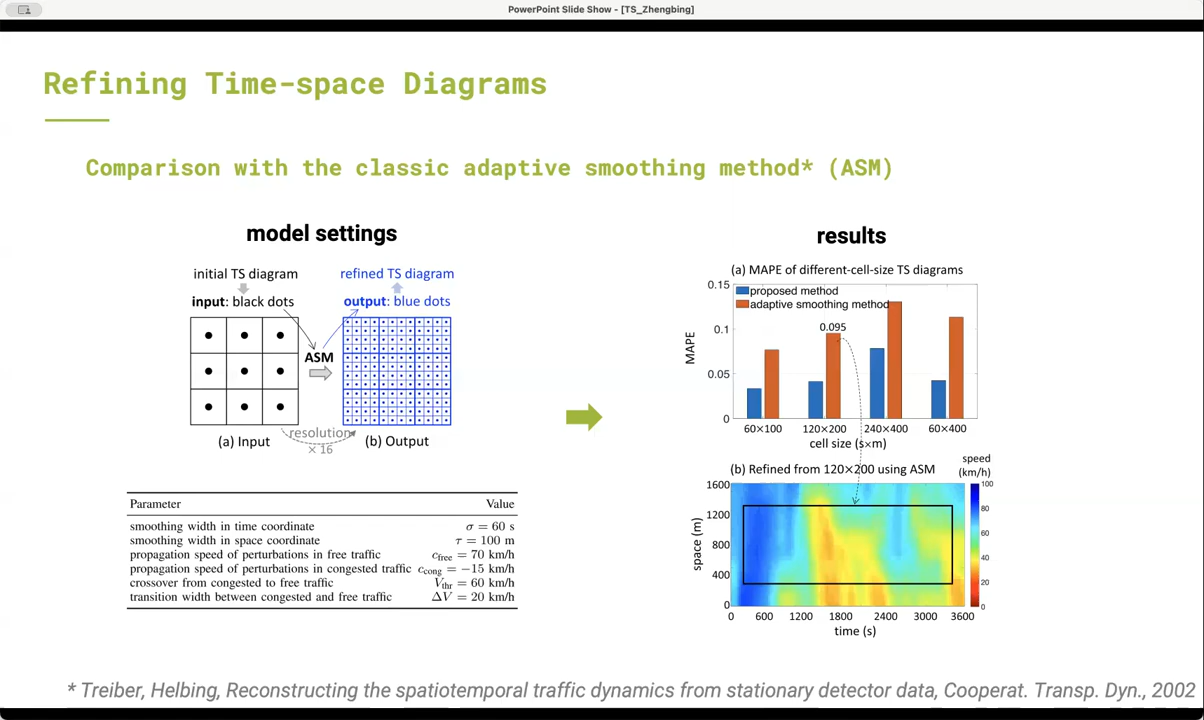 PowerPoint Slide Show - [TS_Zhengbing]
Refining Time-space Diagrams
Comparison with the classic adaptive smoothing method* (ASM)
model settings
initial TS diagram
refined TS diagram
input: black dots
output: blue dots
ASM
resolution
× 16
(a) Input
(b) Output
Parameter Value
smoothing width in time coordinate σ = 60 s
smoothing width in space coordinate τ = 100 m
propagation speed of perturbations in free traffic c_free = 70 km/h
propagation speed of perturbations in congested traffic c_cong = −15 km/h
crossover from congested to free traffic V_thr = 60 km/h
transition width between congested and free traffic ΔV = 20 km/h
results
(a) MAPE of different-cell-size TS diagrams
0.15
0.1
0.05
0
MAPE
proposed method
adaptive smoothing method
0.095
60×100 120×200 240×400 60×400
cell size (s×m)
(b) Refined from 120×200 using ASM
speed
(km/h)
1600
1200
800
400
0
space (m)
0 600 1200 1800 2400 3000 3600
time (s)
100
80
60
40
20
0
* Treiber, Helbing, Reconstructing the spatiotemporal traffic dynamics from stationary detector data, Cooperat. Transp. Dyn., 2002